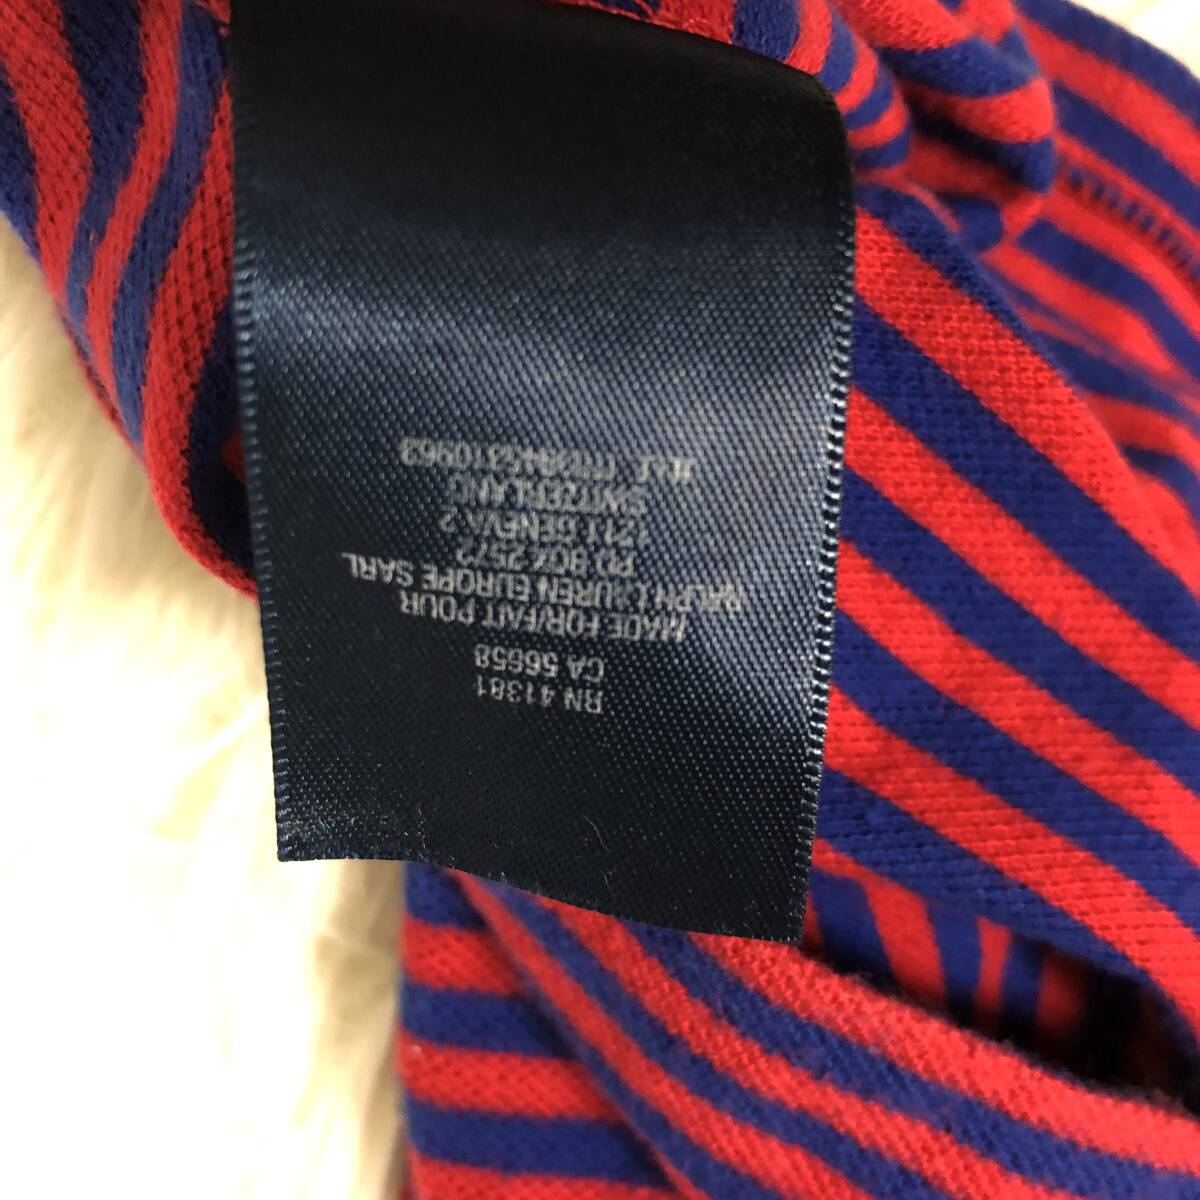 RN 41381
CA 56658
MADE FOR/FAIT POUR
RALPH LAUREN EUROPE SARL
PO BOX 2572
1211 GENEVA 2
SWITZERLAND